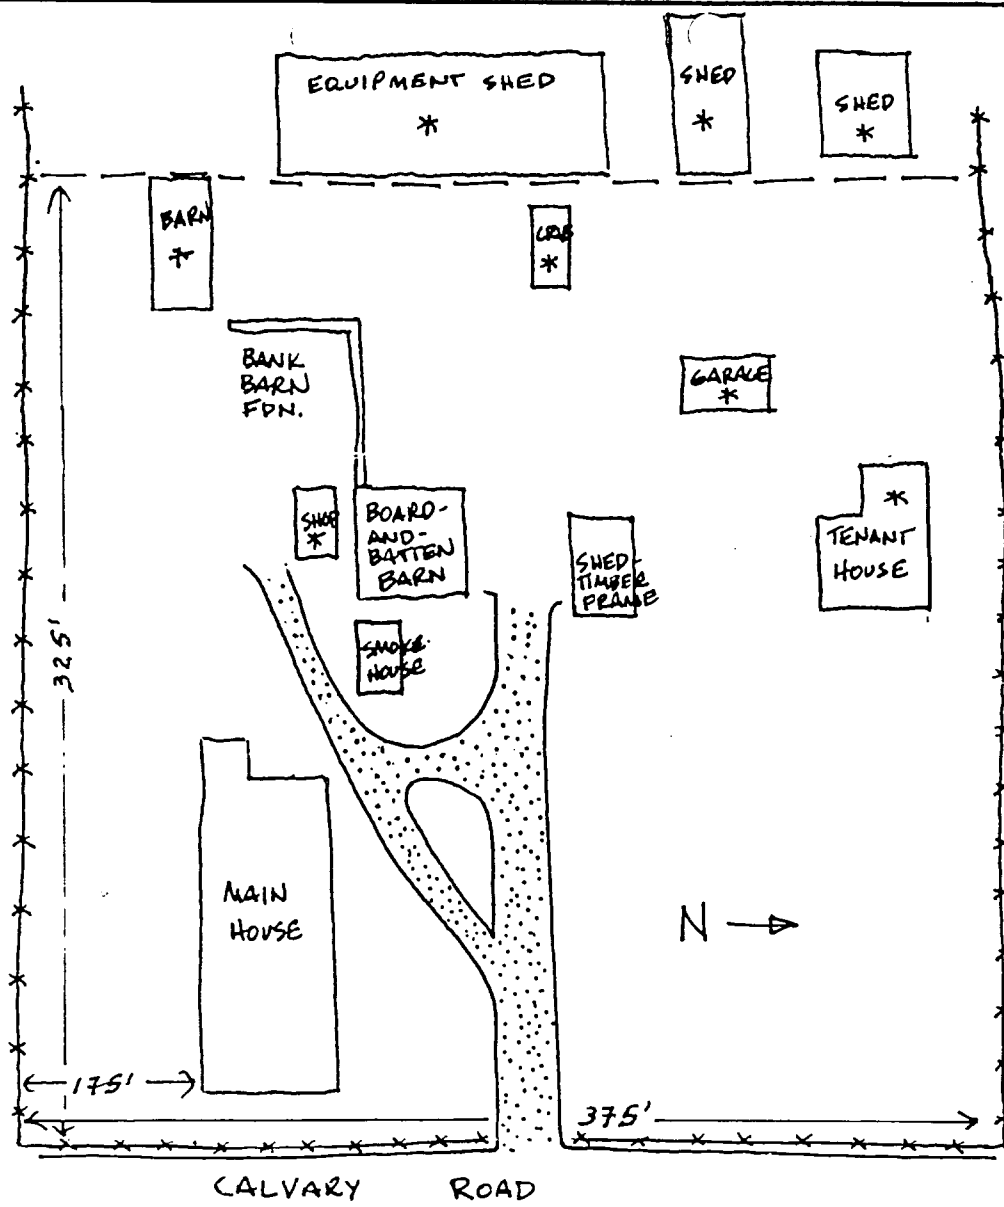 EQUIPMENT SHED
*
SHED
*
SHED
*
BARN
*
CRIB
*
BANK
BARN
FDN.
GARAGE
*
SHOP
*
BOARD-
AND-
BATTEN
BARN
SHED-
TIMBER
FRAME
*
TENANT
HOUSE
SMOKE-
HOUSE
325'
MAIN
HOUSE
N
175'
375'
CALVARY ROAD